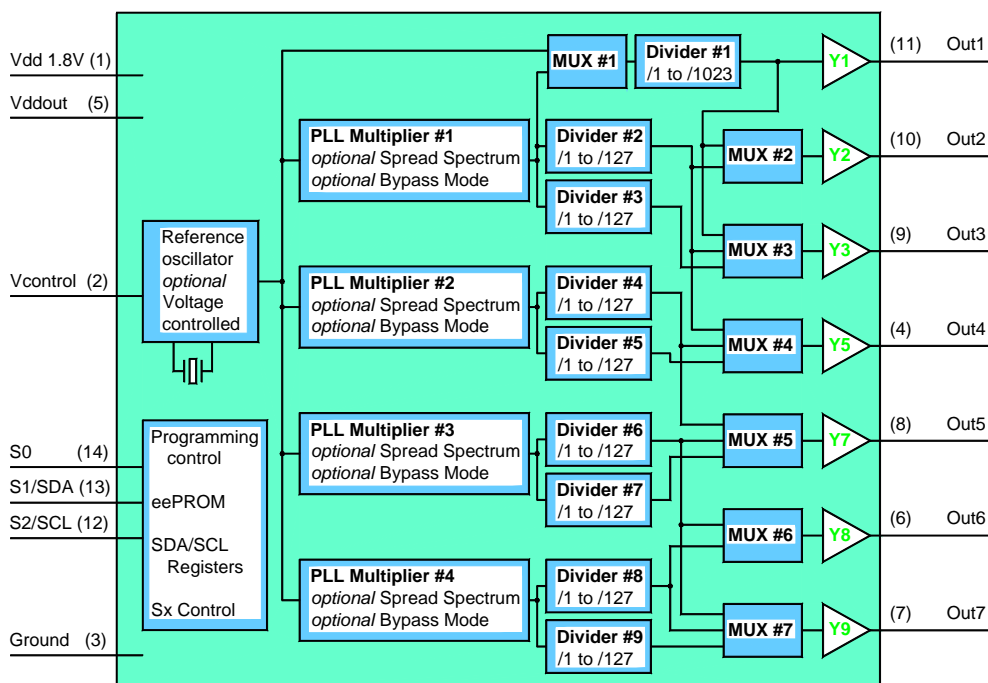 Vdd 1.8V (1)
Vddout (5)
Vcontrol (2)
S0 (14)
S1/SDA (13)
S2/SCL (12)
Ground (3)
Reference
oscillator
optional
Voltage
controlled
Programming
control
eePROM
SDA/SCL
Registers
Sx Control
PLL Multiplier #1
optional Spread Spectrum
optional Bypass Mode
PLL Multiplier #2
optional Spread Spectrum
optional Bypass Mode
PLL Multiplier #3
optional Spread Spectrum
optional Bypass Mode
PLL Multiplier #4
optional Spread Spectrum
optional Bypass Mode
MUX #1
Divider #1
/1 to /1023
Divider #2
/1 to /127
Divider #3
/1 to /127
Divider #4
/1 to /127
Divider #5
/1 to /127
Divider #6
/1 to /127
Divider #7
/1 to /127
Divider #8
/1 to /127
Divider #9
/1 to /127
MUX #2
MUX #3
MUX #4
MUX #5
MUX #6
MUX #7
Y1
Y2
Y3
Y5
Y7
Y8
Y9
(11) Out1
(10) Out2
(9) Out3
(4) Out4
(8) Out5
(6) Out6
(7) Out7